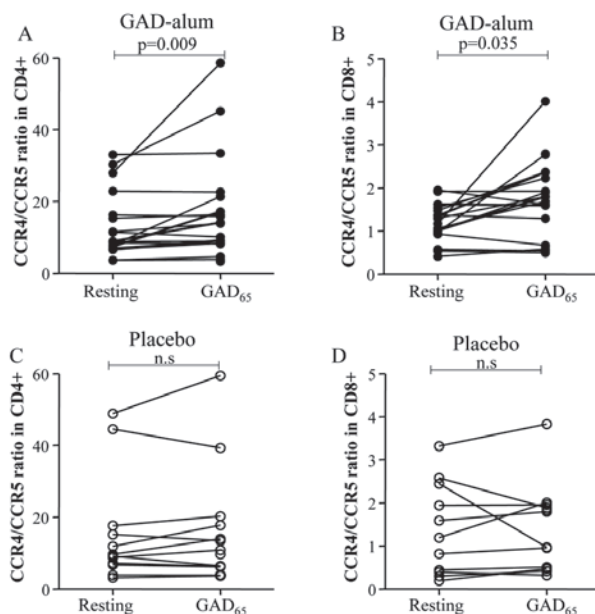 A
GAD-alum
p=0.009
CCR4/CCR5 ratio in CD4+
60
40
20
0
Resting
GAD₆₅
B
GAD-alum
p=0.035
CCR4/CCR5 ratio in CD8+
5
4
3
2
1
0
Resting
GAD₆₅
C
Placebo
n.s
CCR4/CCR5 ratio in CD4+
60
40
20
0
Resting
GAD₆₅
D
Placebo
n.s
CCR4/CCR5 ratio in CD8+
5
4
3
2
1
0
Resting
GAD₆₅